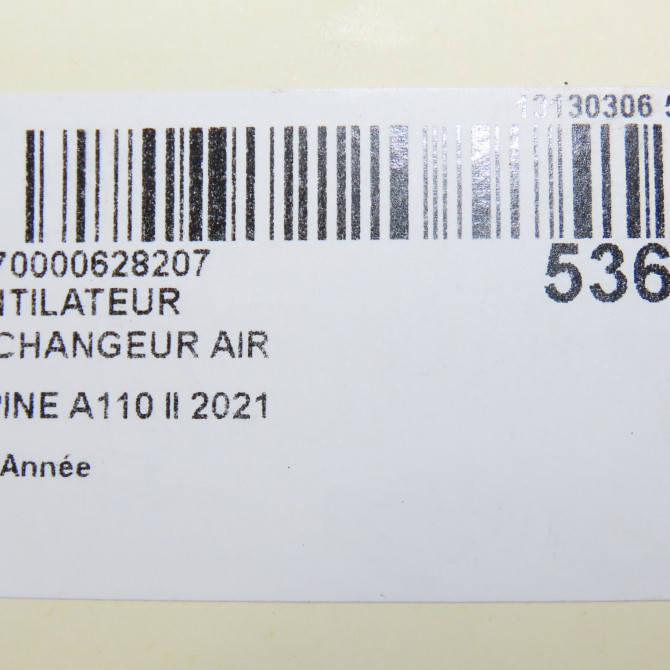 13130306 5
70000628207
536
NTILATEUR
CHANGEUR AIR
PINE A110 II 2021
Année